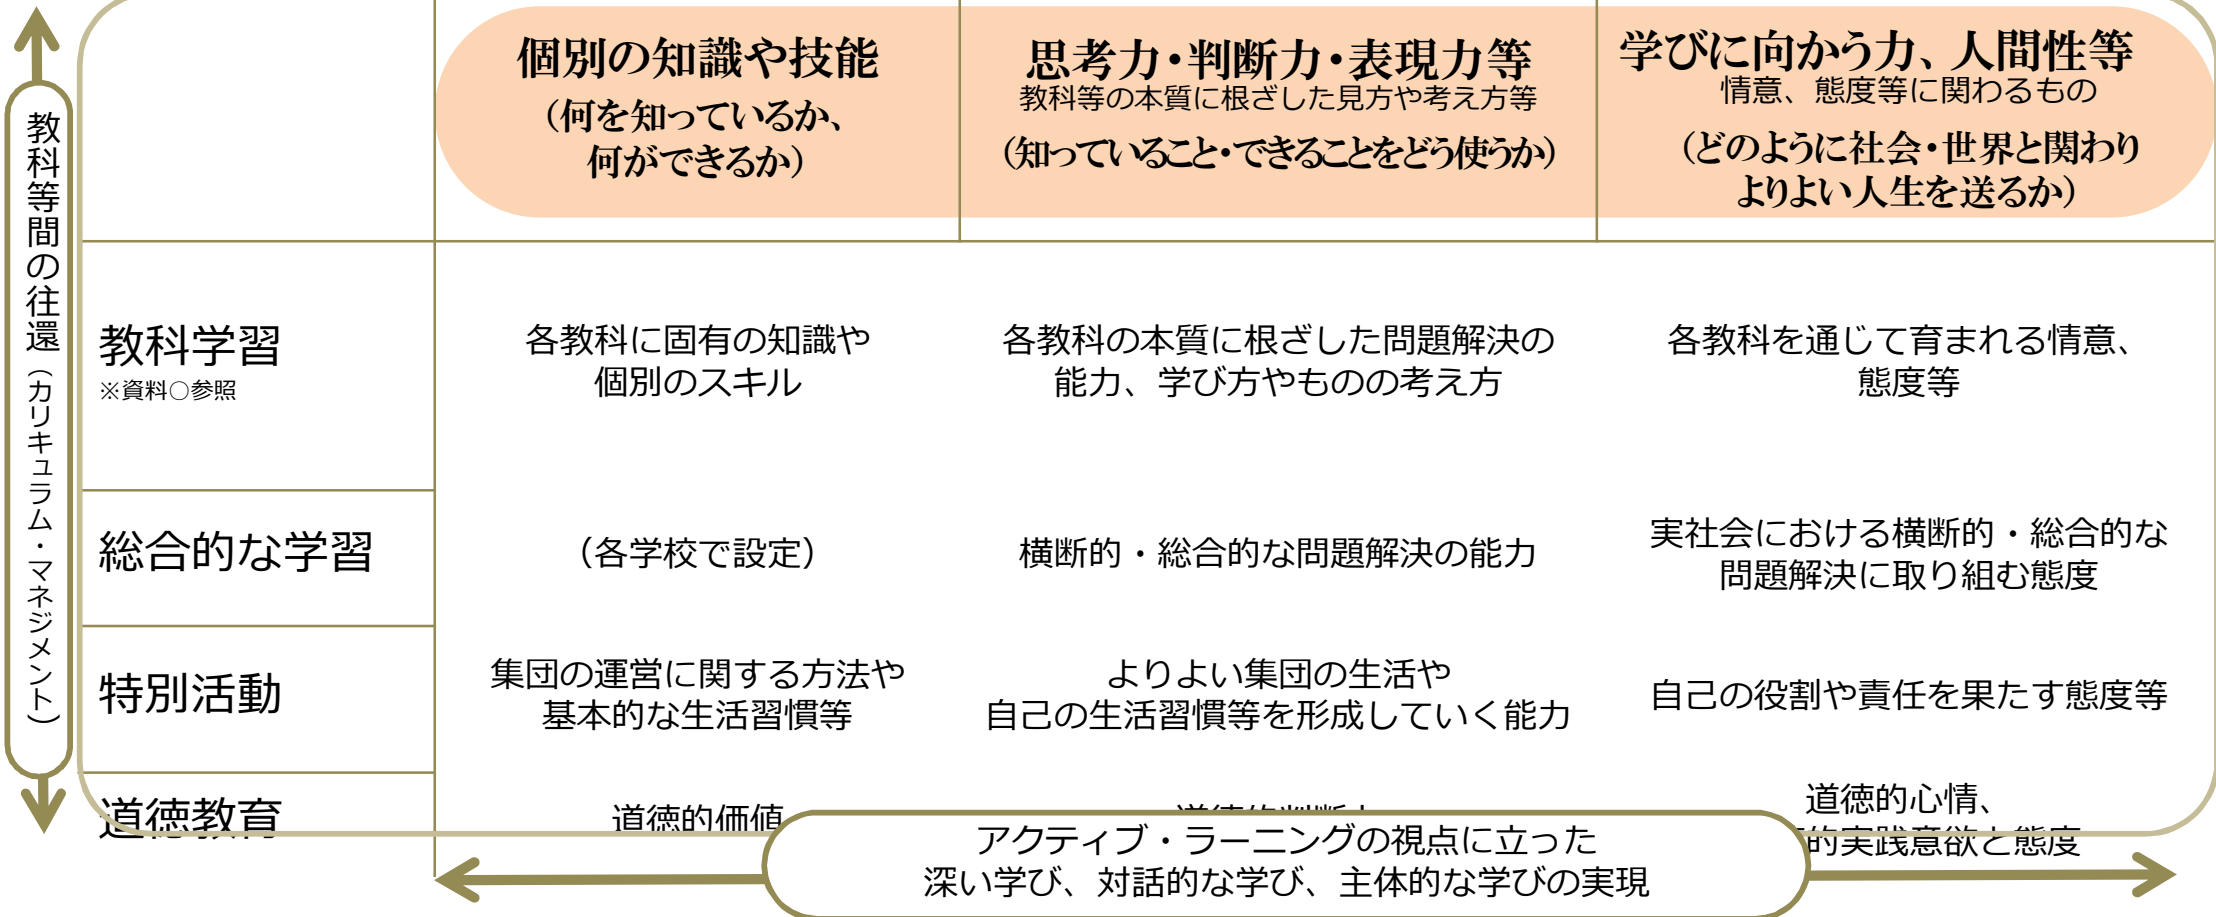 教科等間の往還（カリキュラム・マネジメント）
個別の知識や技能
（何を知っているか、
何ができるか）
思考力・判断力・表現力等
教科等の本質に根ざした見方や考え方等
（知っていること・できることをどう使うか）
学びに向かう力、人間性等
情意、態度等に関わるもの
（どのように社会・世界と関わり
よりよい人生を送るか）
教科学習
※資料○参照
各教科に固有の知識や
個別のスキル
各教科の本質に根ざした問題解決の
能力、学び方やものの考え方
各教科を通じて育まれる情意、
態度等
総合的な学習
（各学校で設定）
横断的・総合的な問題解決の能力
実社会における横断的・総合的な
問題解決に取り組む態度
特別活動
集団の運営に関する方法や
基本的な生活習慣等
よりよい集団の生活や
自己の生活習慣等を形成していく能力
自己の役割や責任を果たす態度等
道徳教育
道徳的価値
道徳的心情、
的実践意欲と態度
アクティブ・ラーニングの視点に立った
深い学び、対話的な学び、主体的な学びの実現